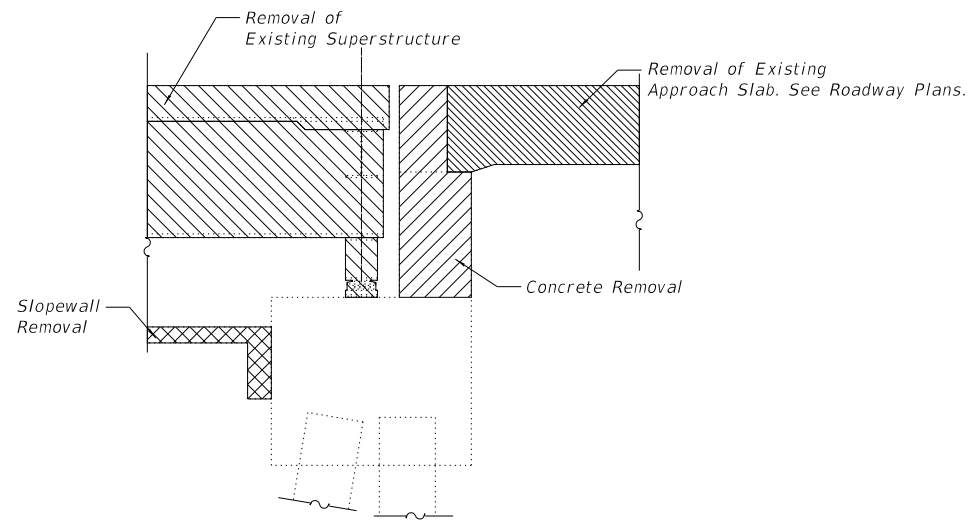 Removal of
Existing Superstructure
Removal of Existing
Approach Slab. See Roadway Plans.
Concrete Removal
Slopewall
Removal